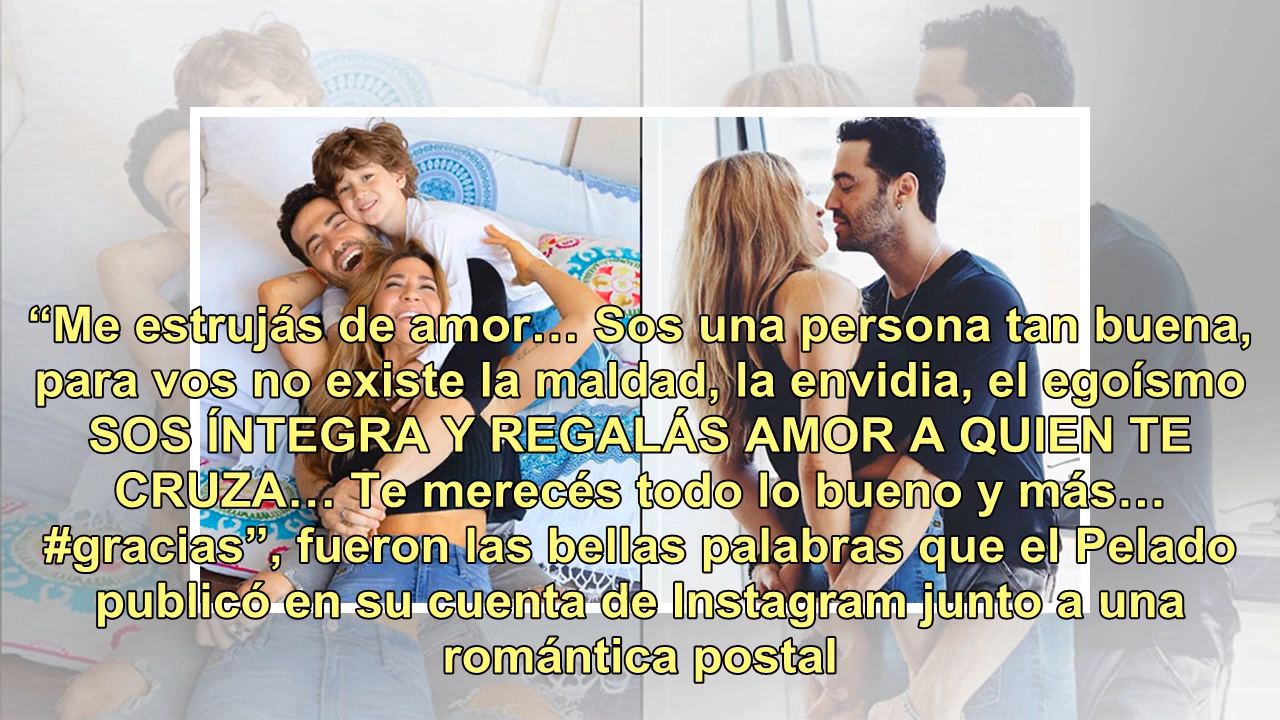 “Me estrujás de amor… Sos una persona tan buena,
para vos no existe la maldad, la envidia, el egoísmo
SOS ÍNTEGRA Y REGALÁS AMOR A QUIEN TE
CRUZA… Te merecés todo lo bueno y más…
#gracias”, fueron las bellas palabras que el Pelado
publicó en su cuenta de Instagram junto a una
romántica postal